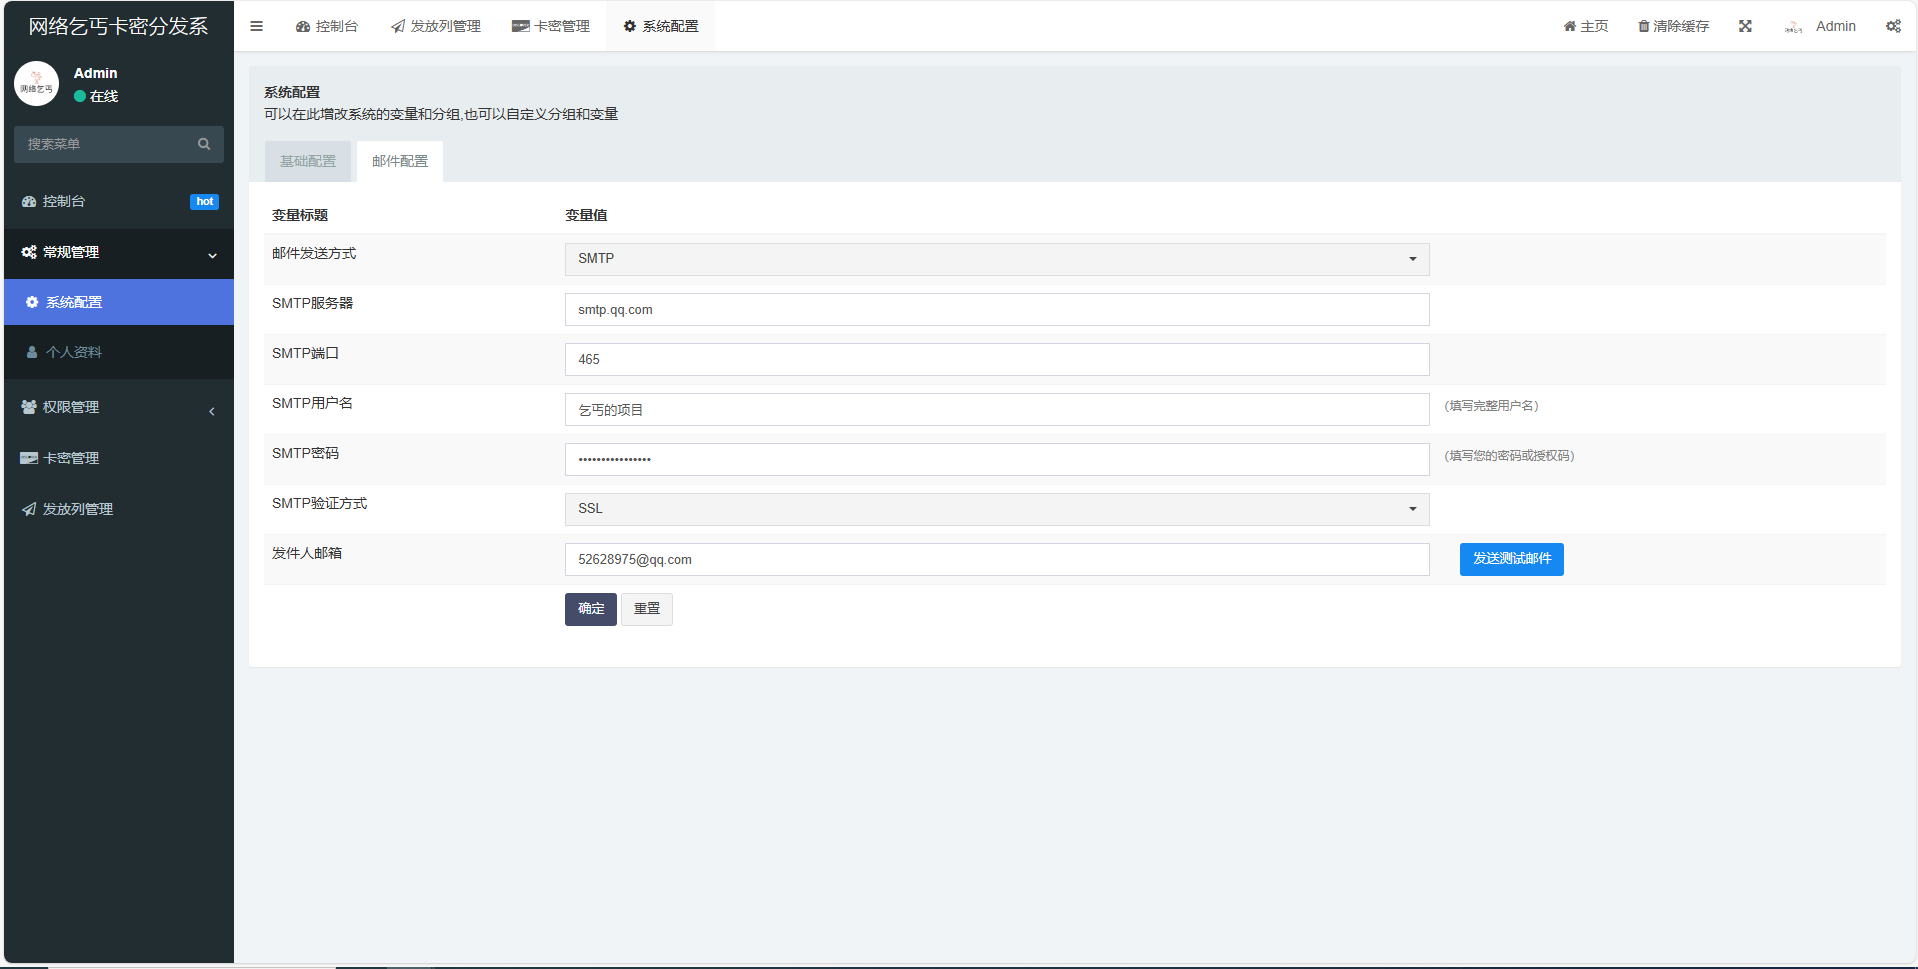 网络乞丐卡密分发系
控制台
发放列管理
卡密管理
系统配置
主页
清除缓存
Admin
网络乞丐
Admin
在线
搜索菜单
控制台
hot
常规管理
系统配置
个人资料
权限管理
卡密管理
发放列管理
系统配置
可以在此增改系统的变量和分组,也可以自定义分组和变量
基础配置
邮件配置
变量标题
变量值
邮件发送方式
SMTP
SMTP服务器
smtp.qq.com
SMTP端口
465
SMTP用户名
乞丐的项目
(填写完整用户名)
SMTP密码
••••••••••••••••
(填写您的密码或授权码)
SMTP验证方式
SSL
发件人邮箱
52628975@qq.com
发送测试邮件
确定
重置